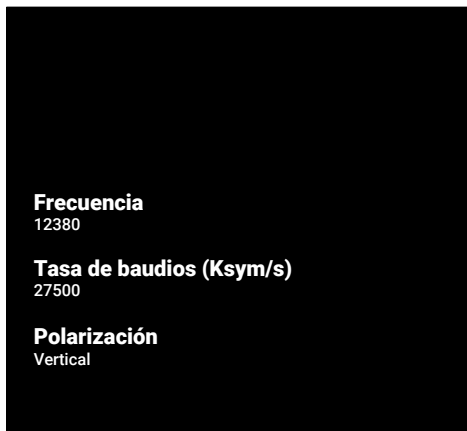 Frecuencia
12380
Tasa de baudios (Ksym/s)
27500
Polarización
Vertical